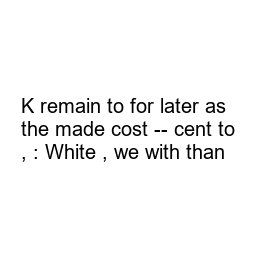 K remain to for later as
the made cost -- cent to
, : White , we with than